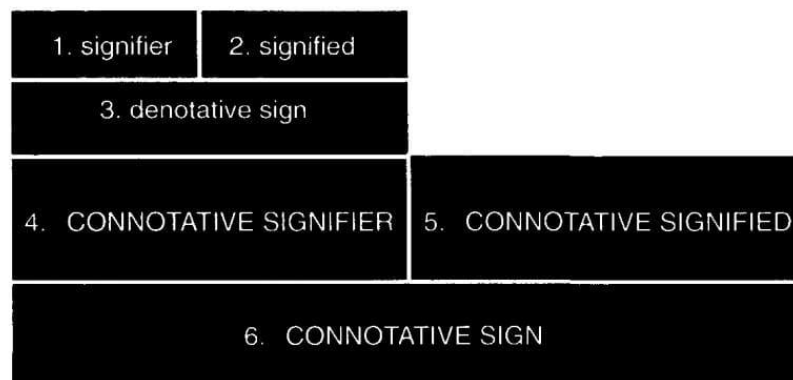 1. signifier 2. signified
3. denotative sign
4. CONNOTATIVE SIGNIFIER 5. CONNOTATIVE SIGNIFIED
6. CONNOTATIVE SIGN